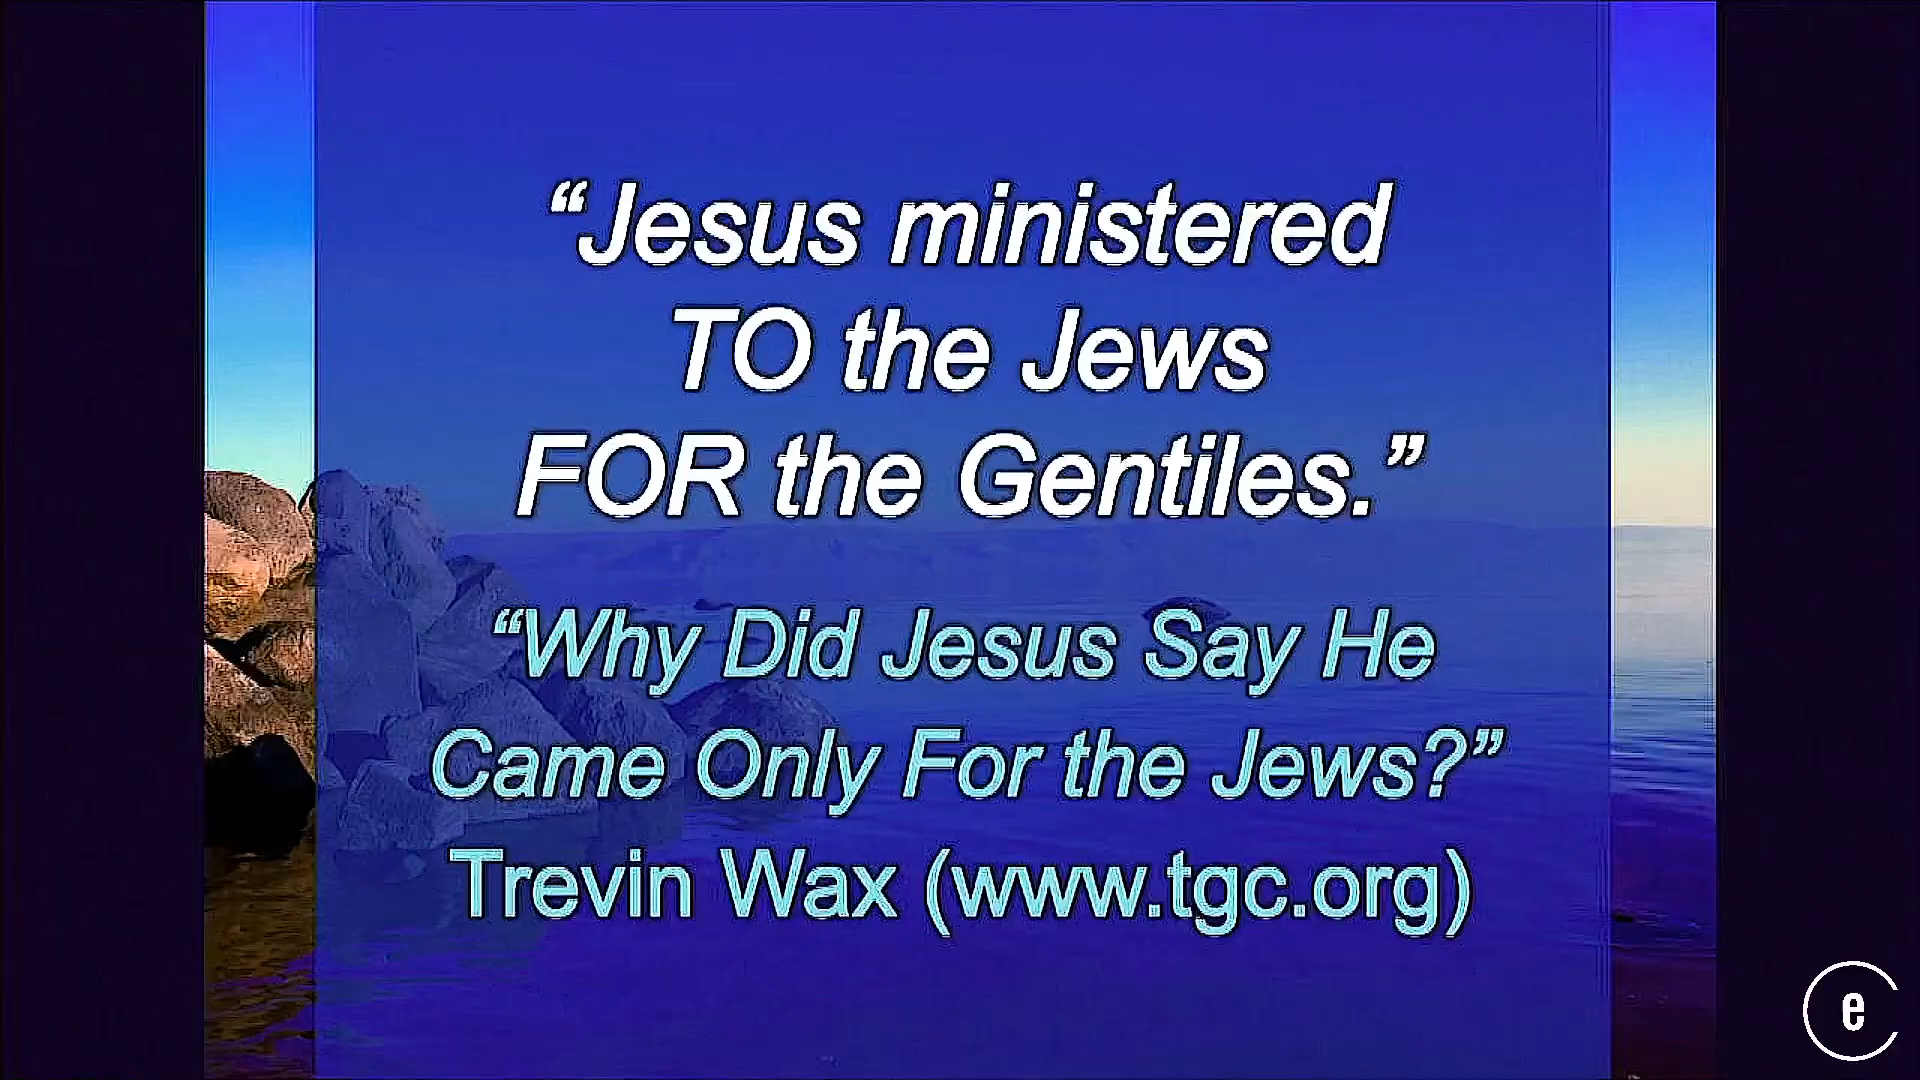 “Jesus ministered
TO the Jews
FOR the Gentiles.”
“Why Did Jesus Say He
Came Only For the Jews?”
Trevin Wax (www.tgc.org)
e